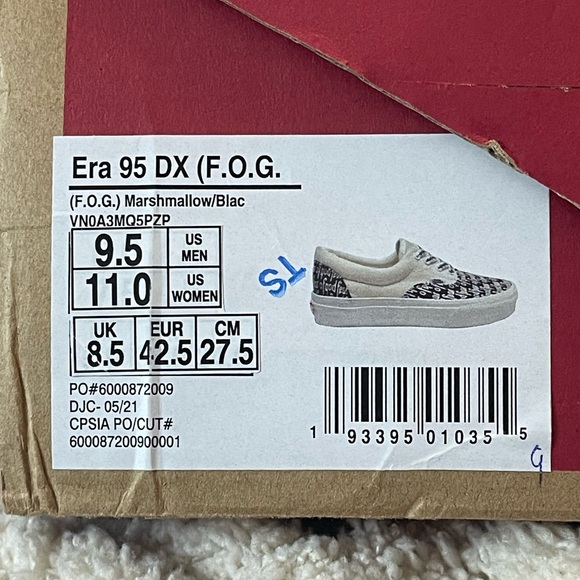 Era 95 DX (F.O.G.
(F.O.G.) Marshmallow/Blac
VN0A3MQ5PZP
9.5 US MEN
11.0 US WOMEN
UK EUR CM
8.5 42.5 27.5
PO#6000872009
DJC- 05/21
CPSIA PO/CUT#
600087200900001
1 93395 01035 5